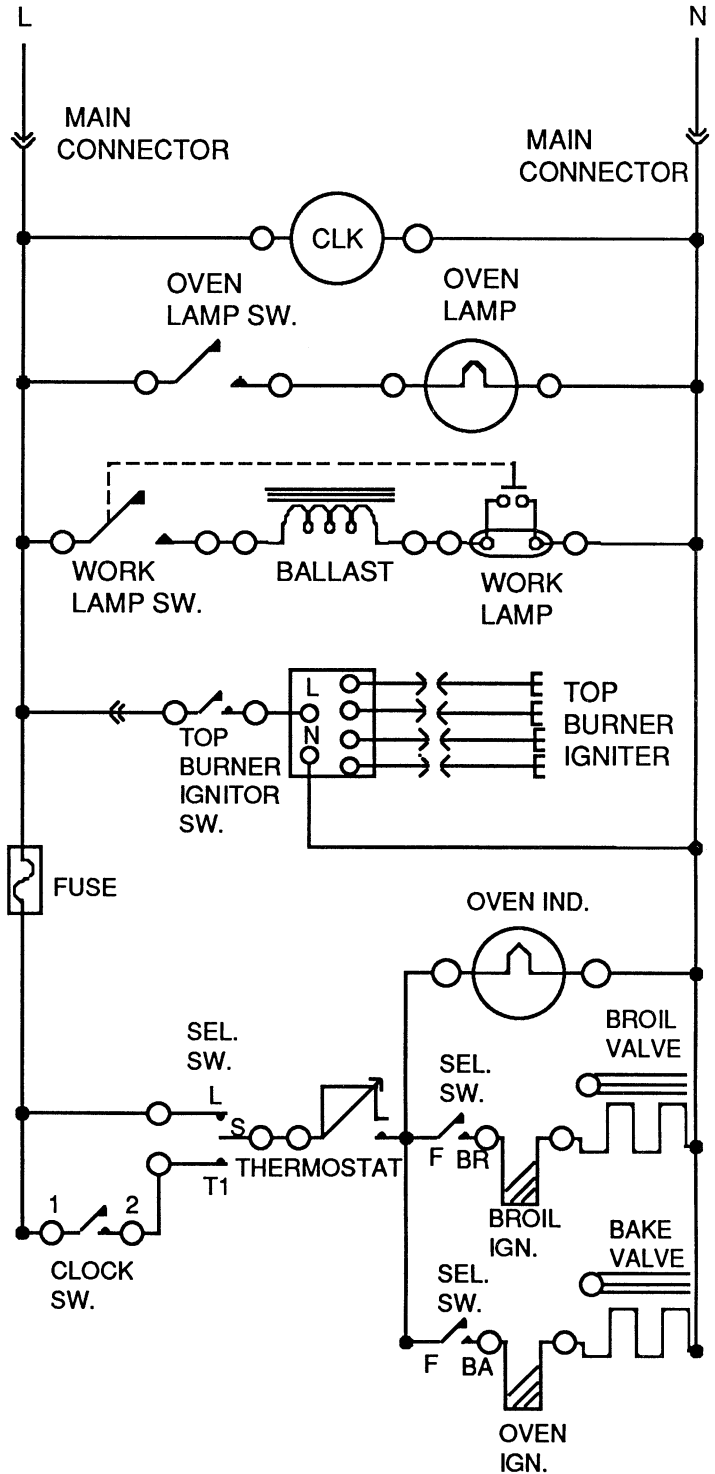 L
N
MAIN
CONNECTOR
MAIN
CONNECTOR
CLK
OVEN
LAMP SW.
OVEN
LAMP
WORK
LAMP SW.
BALLAST
WORK
LAMP
L
N
TOP
BURNER
IGNITOR
SW.
TOP
BURNER
IGNITER
FUSE
OVEN IND.
SEL.
SW.
L
S
T1
THERMOSTAT
SEL.
SW.
F BR
BROIL
VALVE
BROIL
IGN.
1 2
CLOCK
SW.
SEL.
SW.
F BA
BAKE
VALVE
OVEN
IGN.